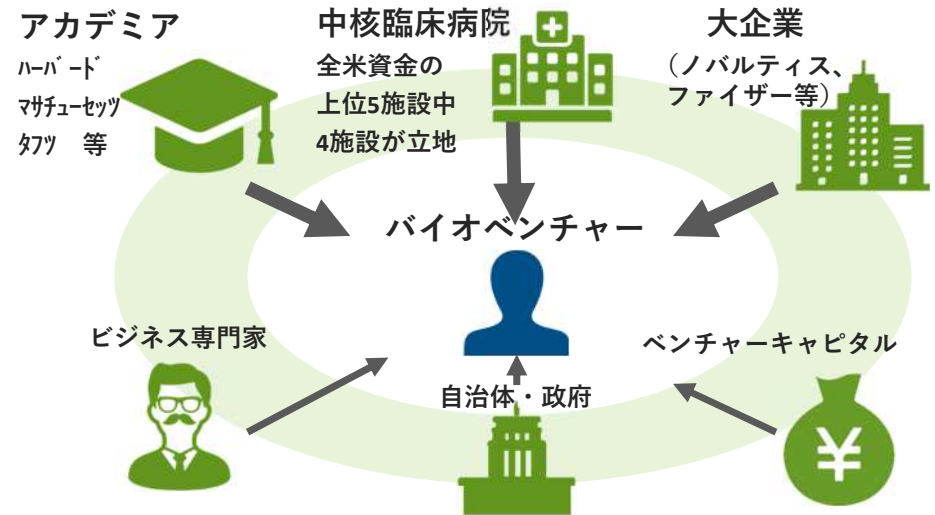 アカデミア
ﾊｰﾊﾞｰﾄﾞ
ﾏｻﾁｭｰｾｯﾂ
ﾀﾌﾂ 等
中核臨床病院
全米資金の
上位5施設中
4施設が立地
大企業
（ノバルティス、
ファイザー等）
バイオベンチャー
ビジネス専門家
自治体・政府
ベンチャーキャピタル
¥